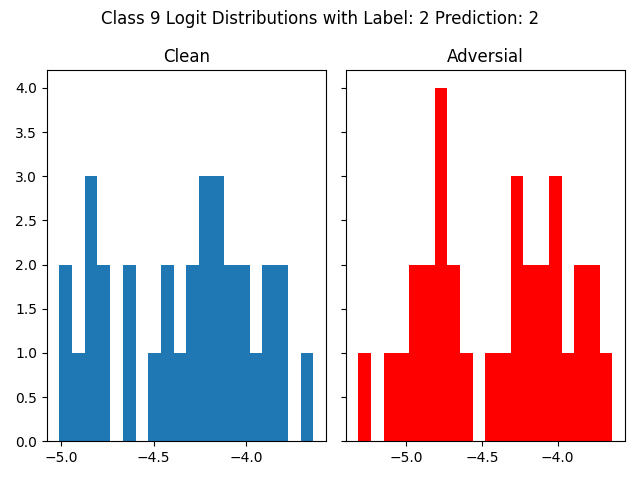 Class 9 Logit Distributions with Label: 2 Prediction: 2
Clean
Adversial
4.0
3.5
3.0
2.5
2.0
1.5
1.0
0.5
0.0
−5.0 −4.5 −4.0
−5.0 −4.5 −4.0